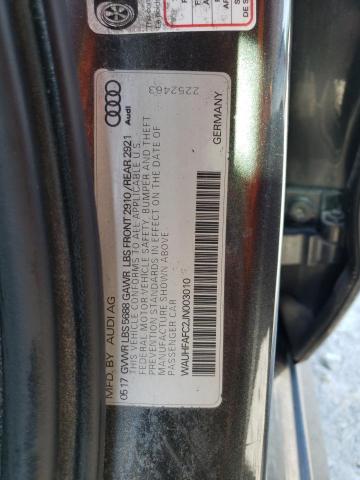 Audi
2252463
GERMANY
MFD. BY AUDI AG
05 17 GVWR LBS 5688 GAWR LBS FRONT 2910 /REAR 2921
THIS VEHICLE CONFORMS TO ALL APPLICABLE U.S.
FEDERAL MOTOR VEHICLE SAFETY, BUMPER AND THEFT
PREVENTION STANDARDS IN EFFECT ON THE DATE OF
MANUFACTURE SHOWN ABOVE.
PASSENGER CAR
WAUHFAFC2JN003010